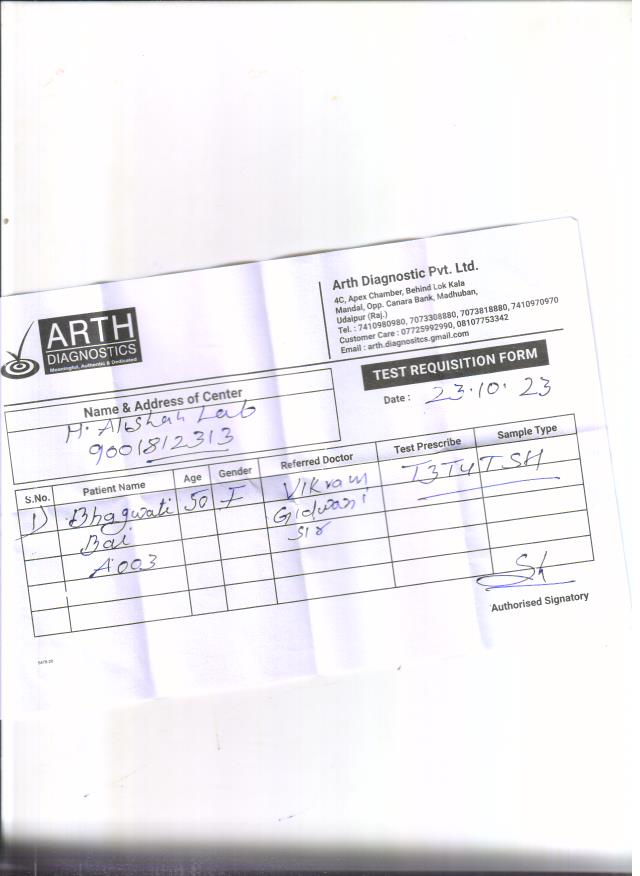 ARTH
DIAGNOSTICS
Meaningful, Authentic & Dedicated
Arth Diagnostic Pvt. Ltd.
4C, Apex Chamber, Behind Lok Kala
Mandal, Opp. Canara Bank, Madhuban,
Udaipur (Raj.)
Tel. : 7410980980, 7073308880, 7073818880, 7410970970
Customer Care : 07725992990, 08107753342
Email : arth.diagnositcs.gmail.com
TEST REQUISITION FORM
Date : 23.10.23
Name & Address of Center
Lab
9001812313
S.No. Patient Name Age Gender Referred Doctor Test Prescribe Sample Type
1) Bhagwati 50 F Vikram T3T4TSH
Bai Gidwani
A003 sir
Authorised Signatory